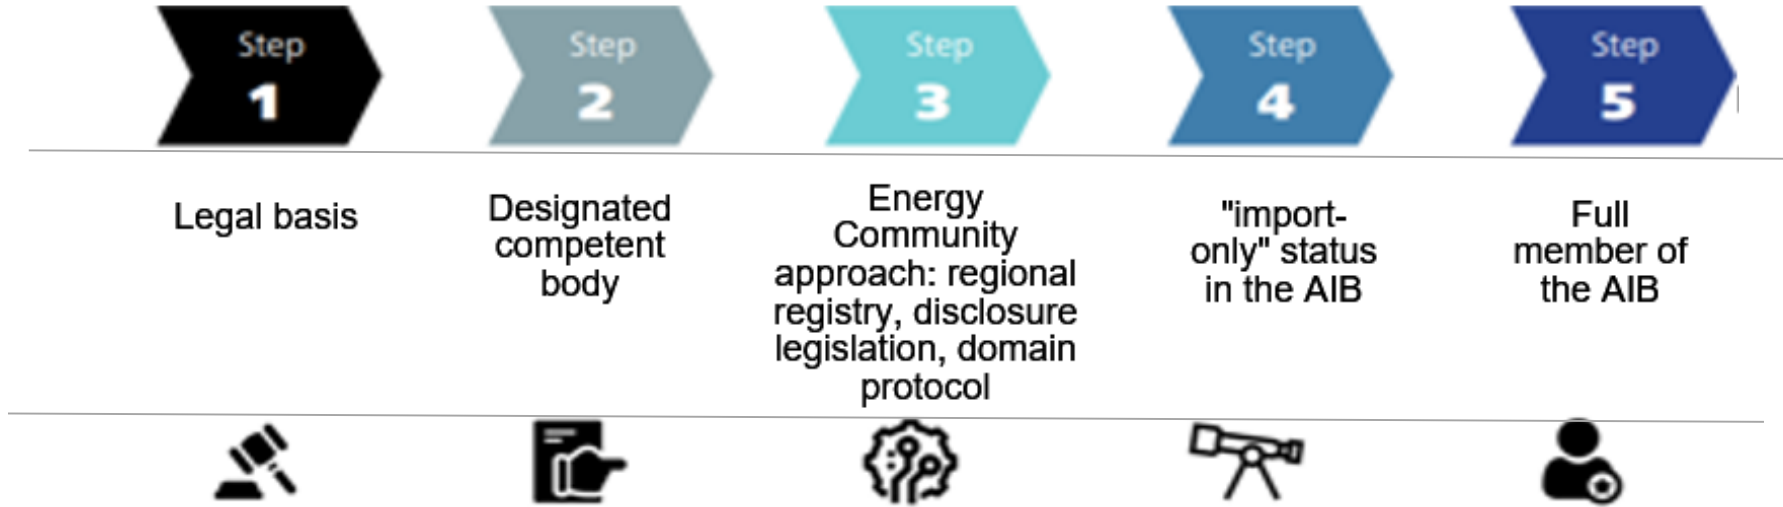 Step
1
Step
2
Step
3
Step
4
Step
5
Legal basis
Designated
competent
body
Energy
Community
approach: regional
registry, disclosure
legislation, domain
protocol
"import-
only" status
in the AIB
Full
member of
the AIB